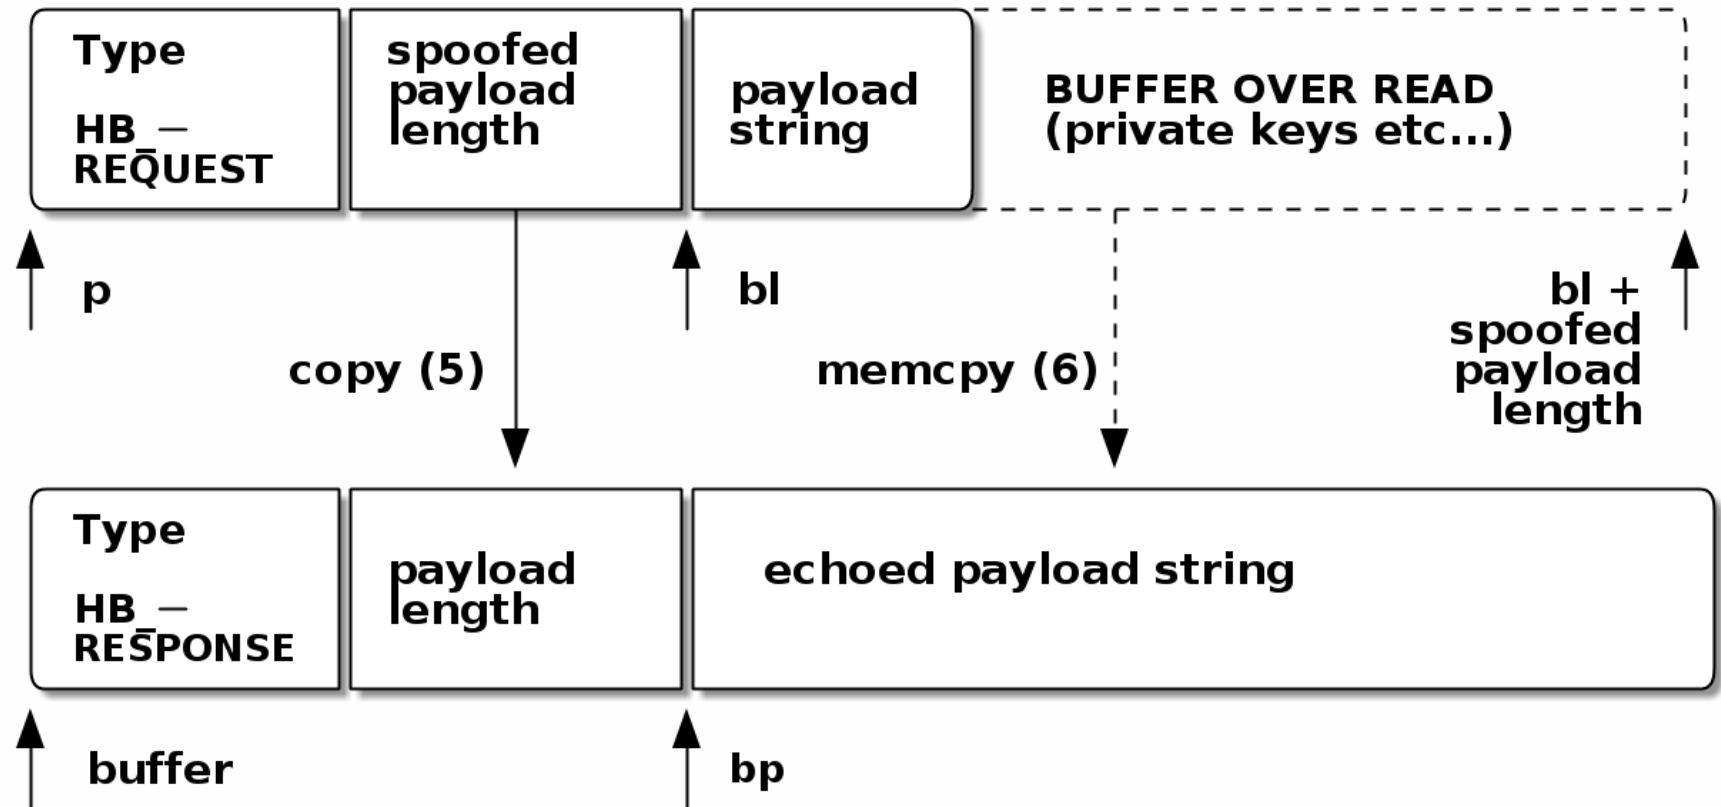 Type
HB_—
REQUEST
spoofed
payload
length
payload
string
BUFFER OVER READ
(private keys etc...)
p
bl
bl +
spoofed
payload
length
copy (5)
memcpy (6)
Type
HB_—
RESPONSE
payload
length
echoed payload string
buffer
bp